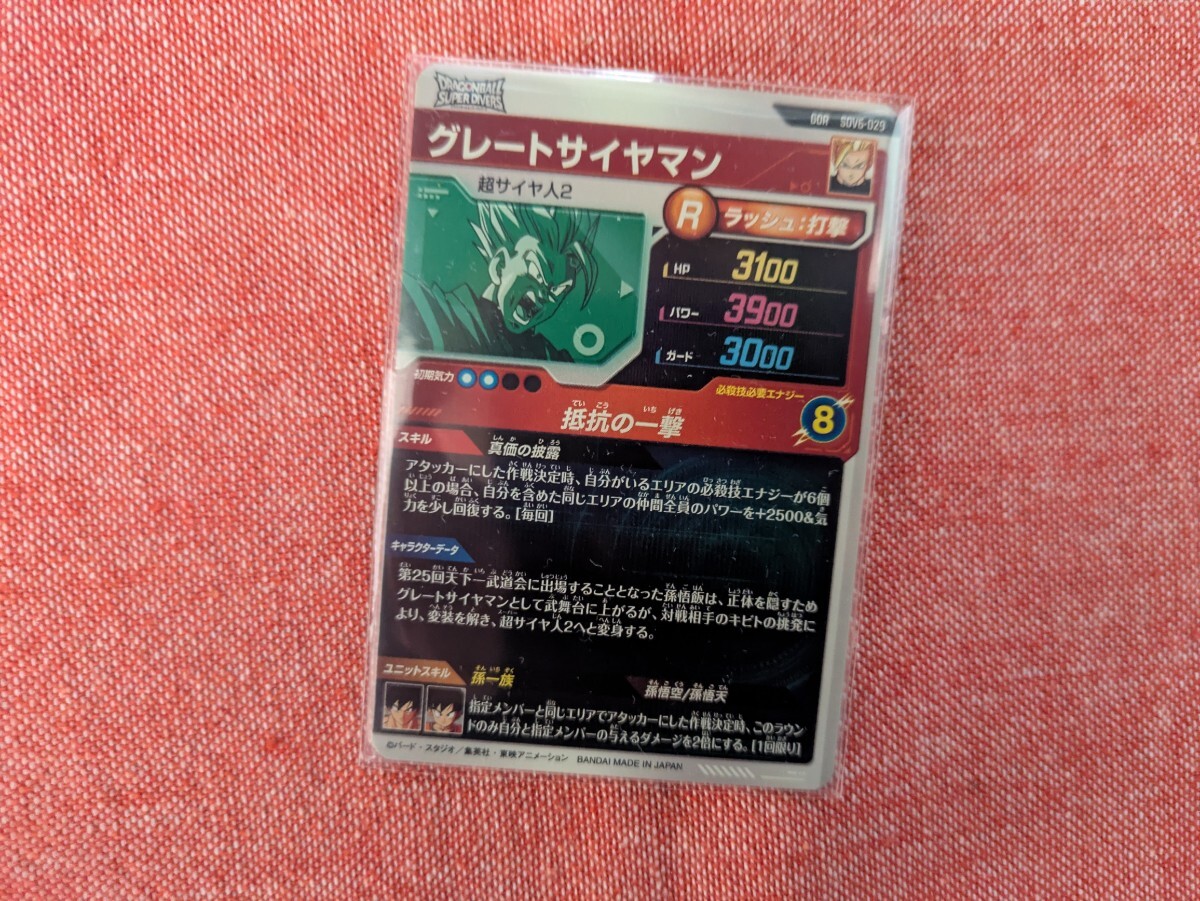 DRAGONBALL
SUPER DIVERS
GDR SDV6-029
グレートサイヤマン
超サイヤ人2
R ラッシュ:打撃
HP 3100
パワー 3900
ガード 3000
初期気力
必殺技必要エナジー
8
抵抗の一撃
スキル
真価の披露
アタッカーにした作戦決定時、自分がいるエリアの必殺技エナジーが6個
以上の場合、自分を含めた同じエリアの仲間全員のパワーを+2500&気
力を少し回復する。[毎回]
キャラクターデータ
第25回天下一武道会に出場することとなった孫悟飯は、正体を隠すため
グレートサイヤマンとして武舞台に上がるが、対戦相手のキビトの挑発に
より、変装を解き、超サイヤ人2へと変身する。
ユニットスキル
孫一族
孫悟空/孫悟天
指定メンバーと同じエリアでアタッカーにした作戦決定時、このラウン
ドのみ自分と指定メンバーの与えるダメージを2倍にする。[1回限り]
©バード・スタジオ/集英社・東映アニメーション BANDAI MADE IN JAPAN